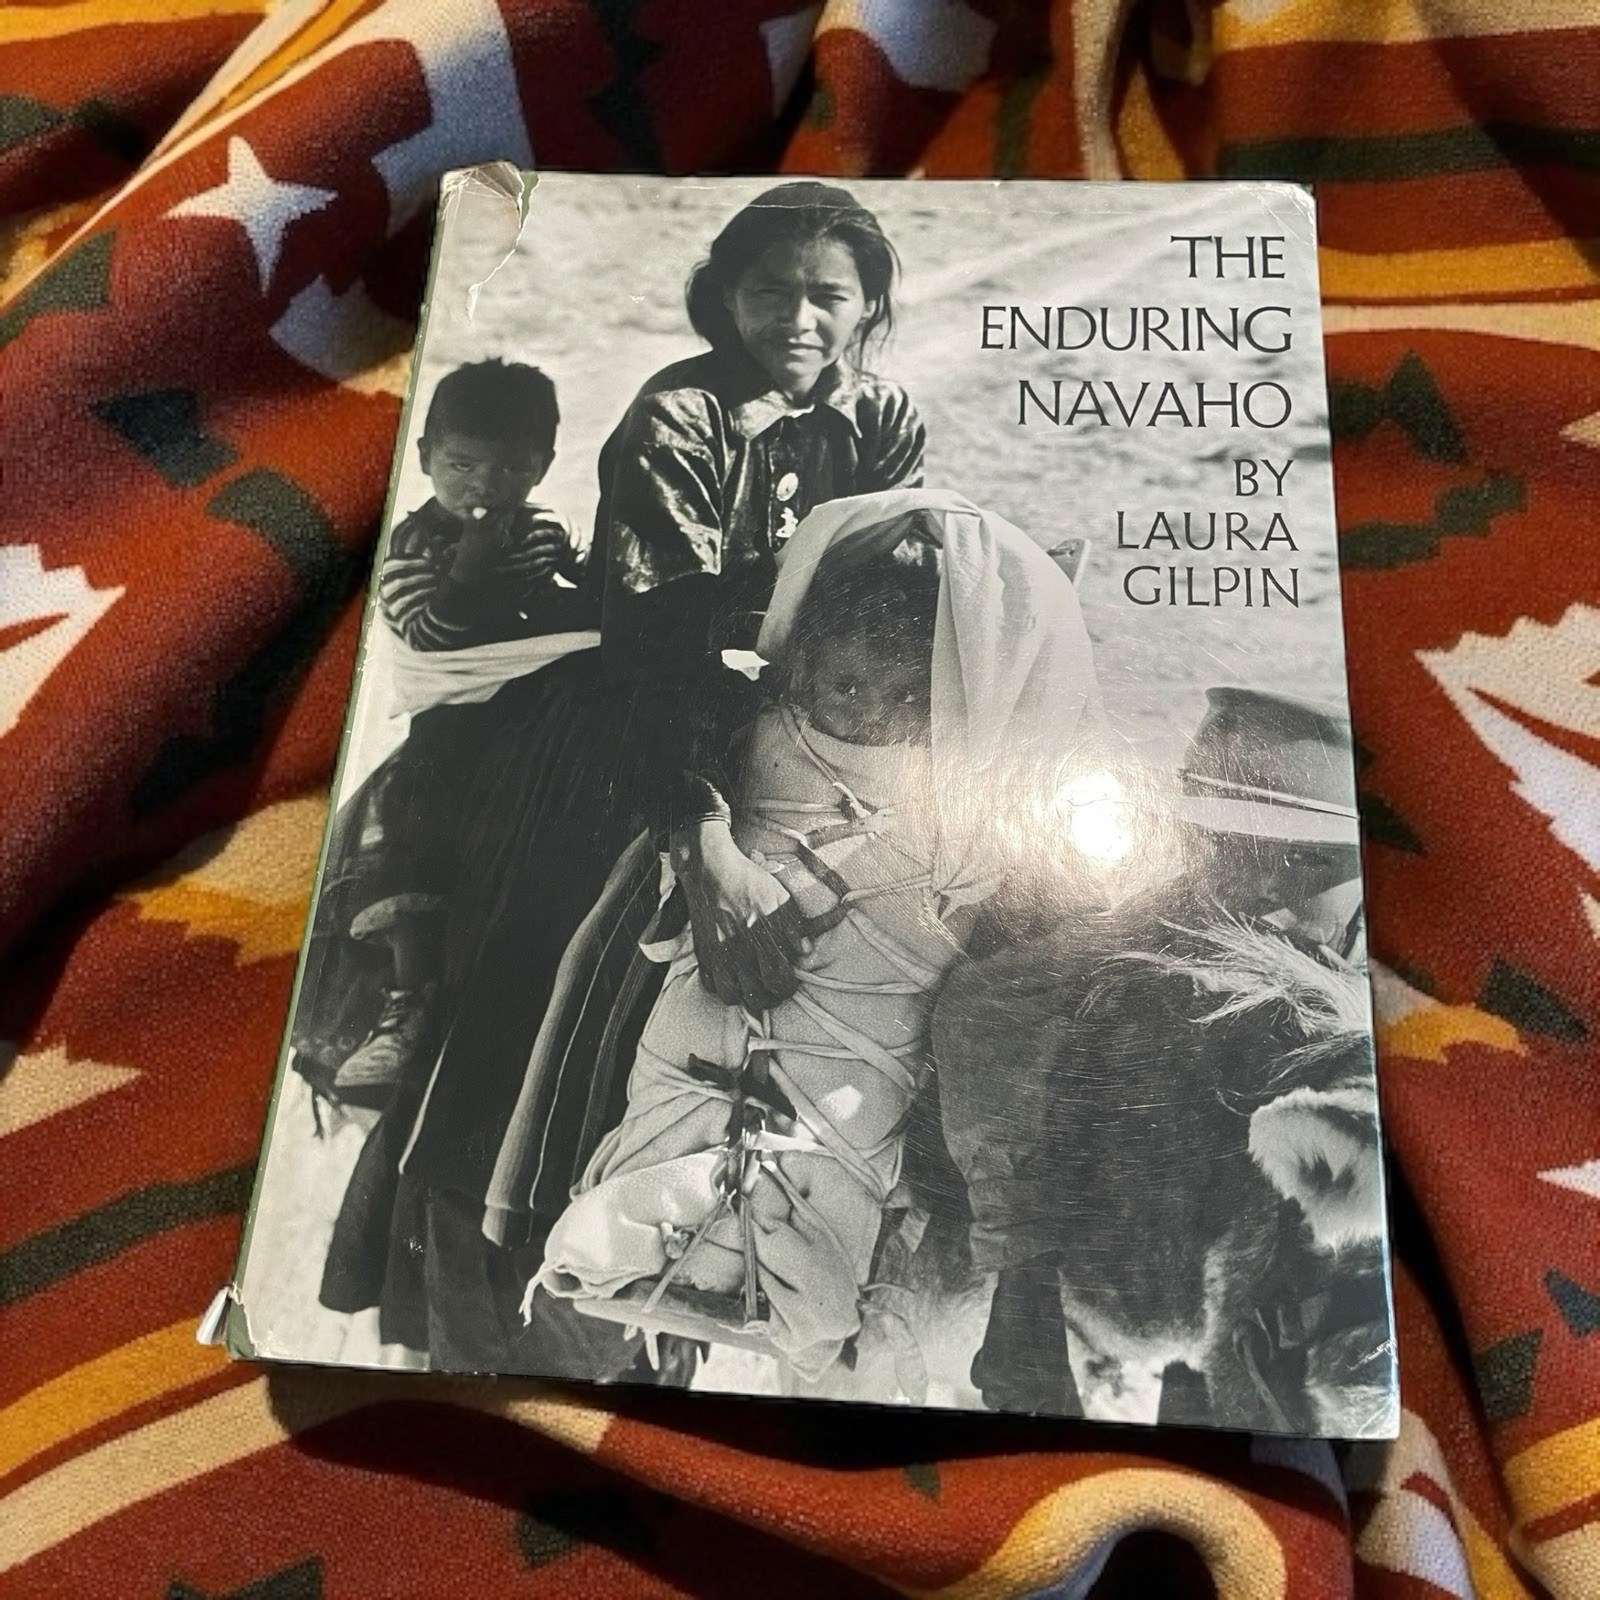 THE
ENDURING
NAVAHO
BY
LAURA
GILPIN